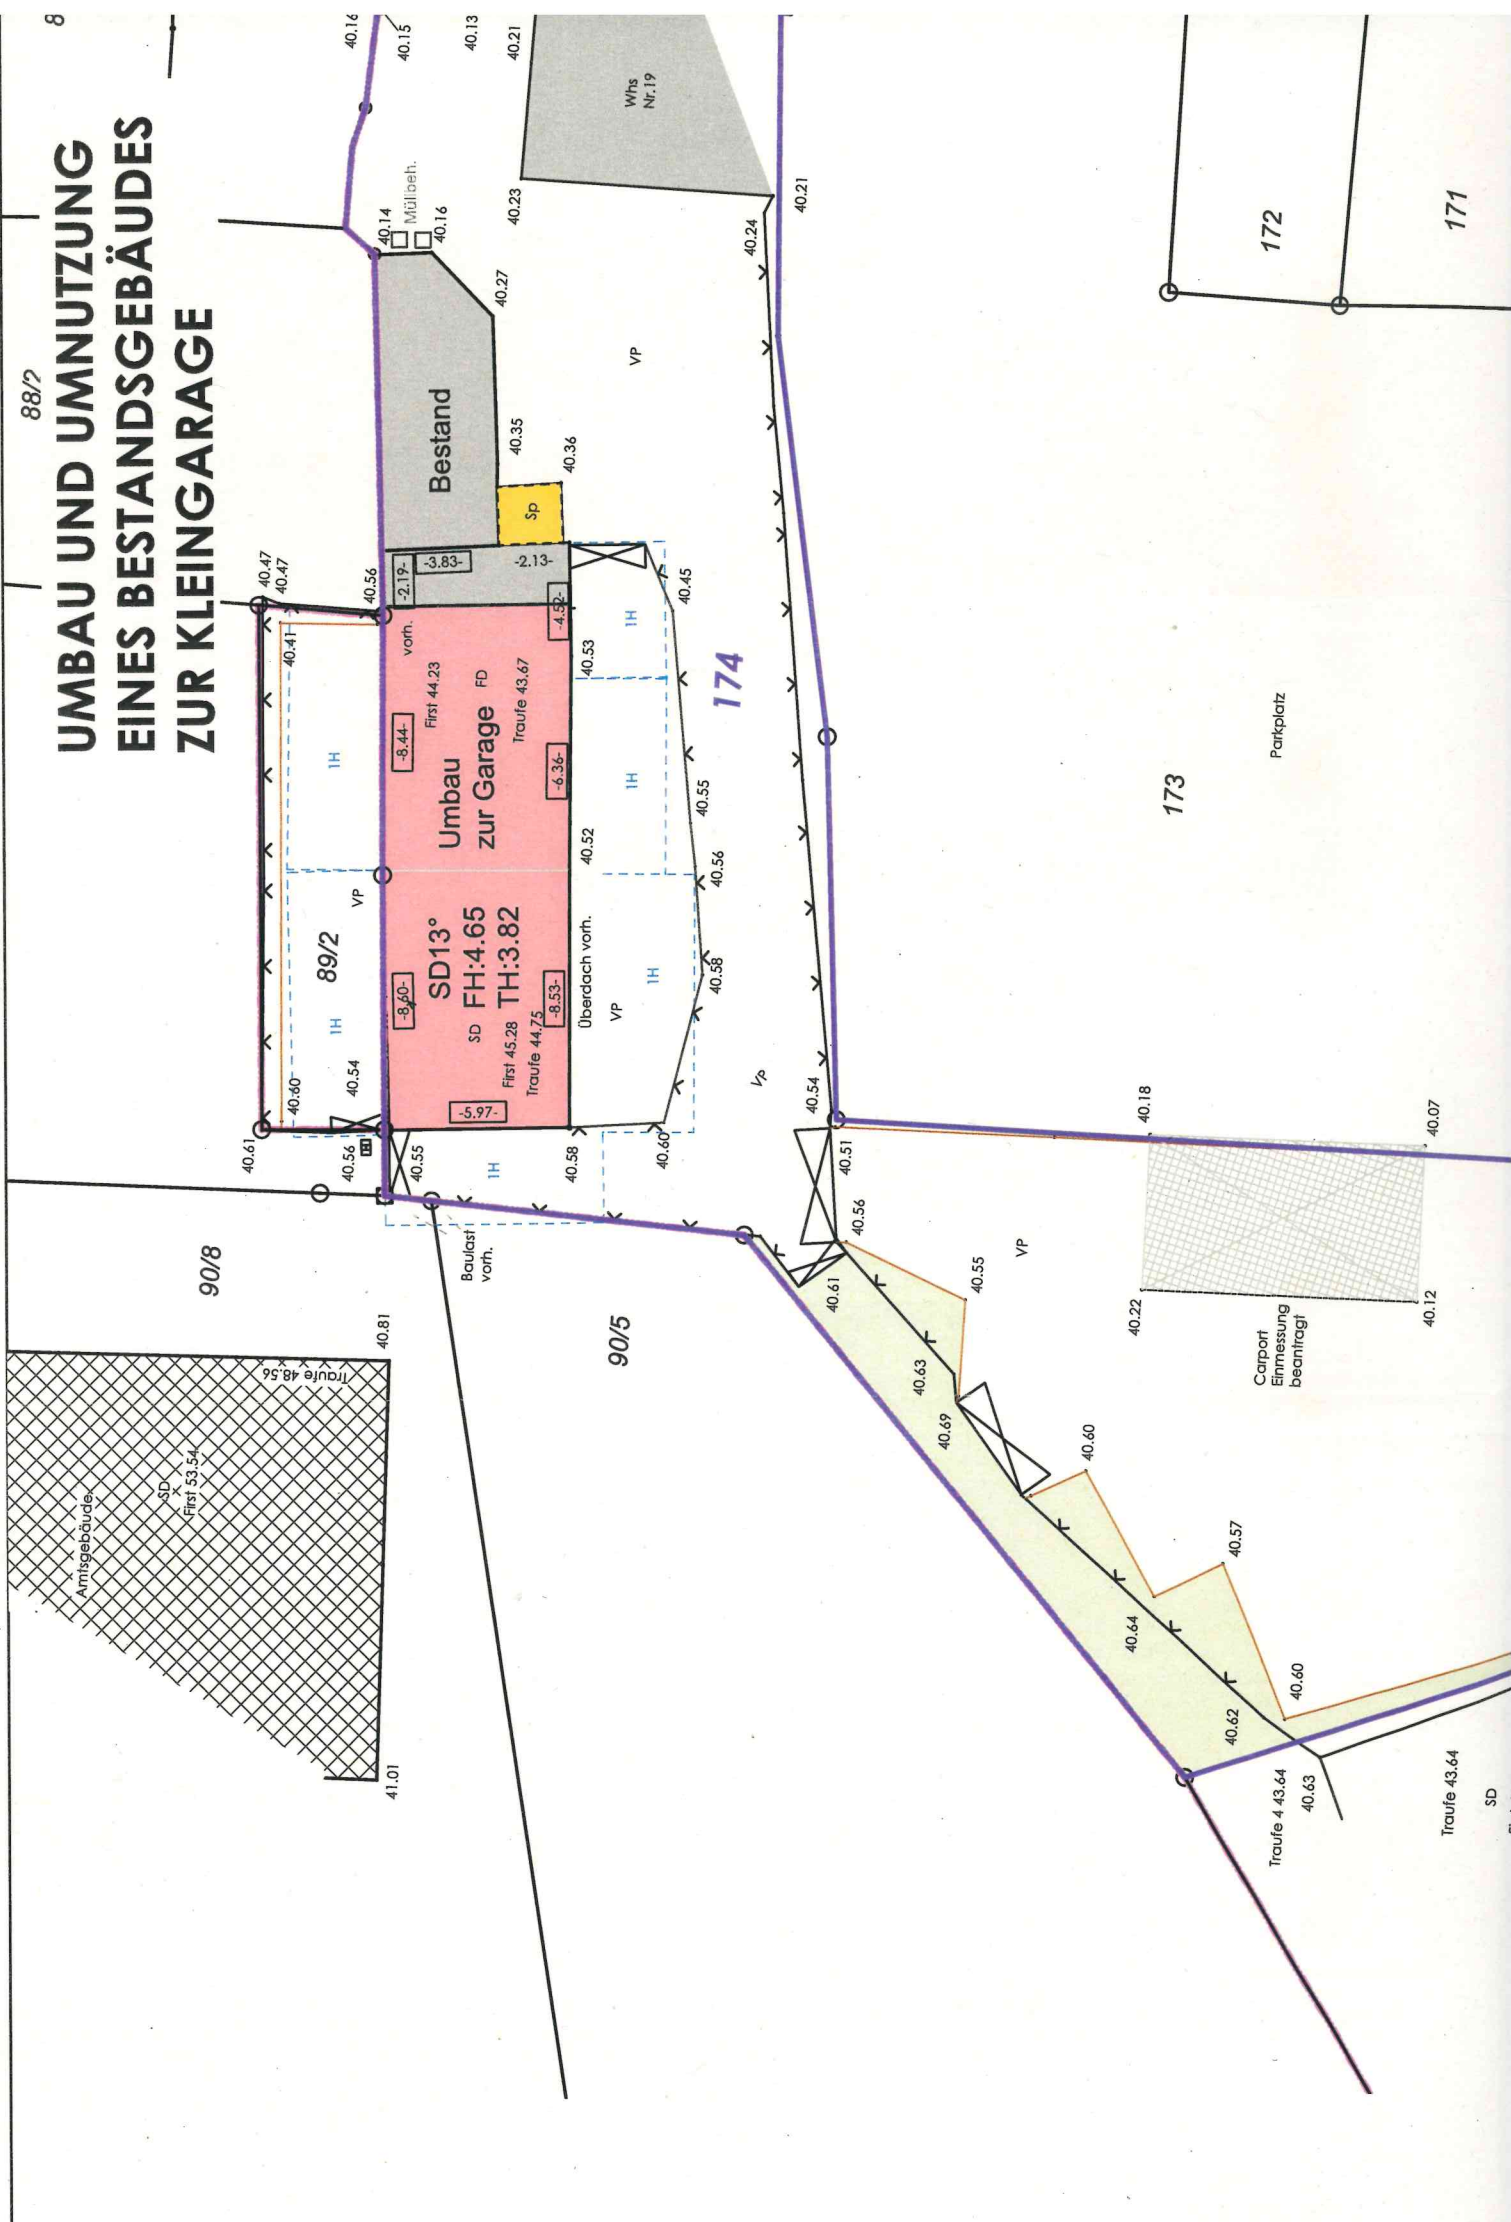 88/2
8
UMBAU UND UMNUTZUNG
EINES BESTANDSGEBÄUDES
ZUR KLEINGARAGE
40.16
40.15
40.13
40.21
Whs
Nr.19
40.14
Müllbeh.
40.16
40.23
40.24
40.21
40.27
172
171
VP
Bestand
40.35
40.36
Sp
40.47
40.47
40.56
-2.19-
-3.83-
-2.13-
40.41
vorh.
-4.52-
40.53
40.45
1H
174
First 44.23
FD
Traufe 43.67
-8.44-
-6.36-
1H
1H
Umbau
zur Garage
40.55
40.52
40.56
Parkplatz
173
VP
89/2
1H
-8.60-
SD13°
FH:4.65
TH:3.82
SD
First 45.28
Traufe 44.75
-8.53-
Überdach vorh.
VP
1H
40.58
VP
40.60
40.54
-5.97-
40.54
40.61
40.56
40.55
1H
40.58
40.60
40.51
40.18
40.07
40.56
90/8
Baulast
vorh.
90/5
40.61
40.55
VP
40.22
40.12
Carport
Einmessung
beantragt
40.81
Traufe 48.56
SD
First 53.54
Amtsgebäude
40.63
40.69
40.60
40.57
40.64
40.60
40.62
41.01
Traufe 4 43.64
40.63
Traufe 43.64
SD